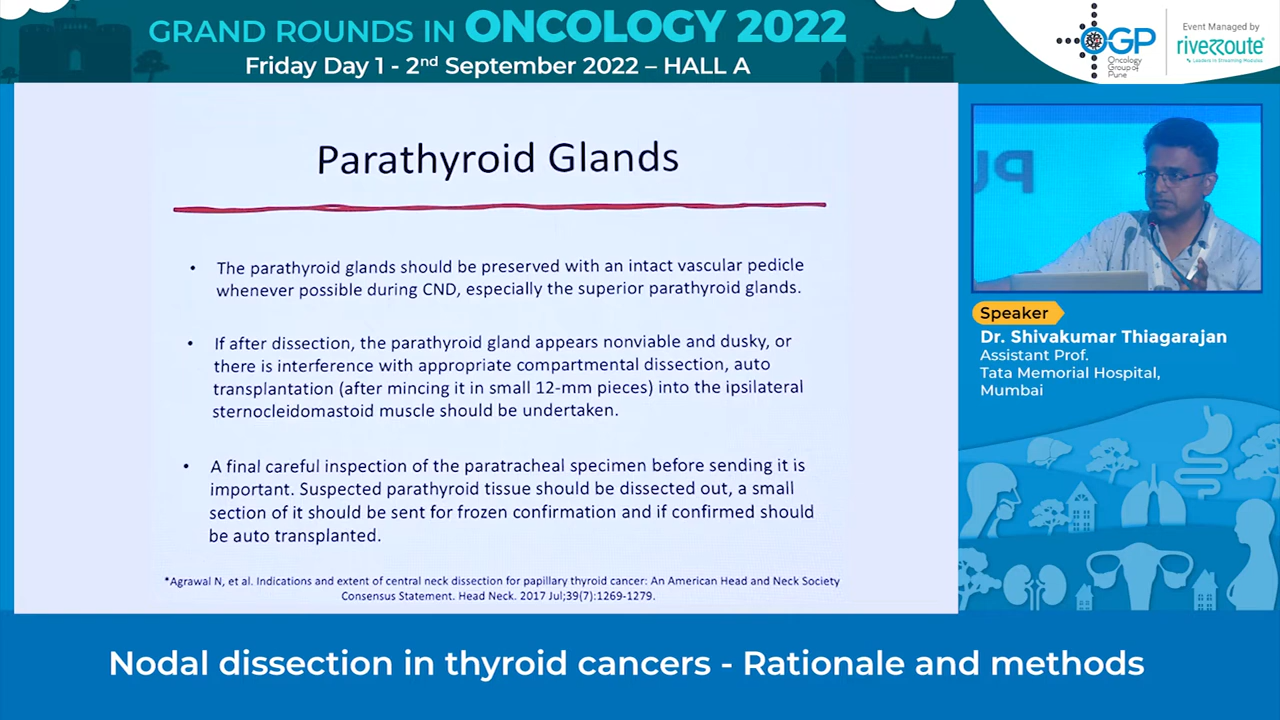 GRAND ROUNDS IN ONCOLOGY 2022
Friday Day 1 - 2nd September 2022 – HALL A
OGP
Oncology
Group of
Pune
Event Managed by
riveRRoute
Leaders in Streaming Modules
Parathyroid Glands
• The parathyroid glands should be preserved with an intact vascular pedicle
whenever possible during CND, especially the superior parathyroid glands.
• If after dissection, the parathyroid gland appears nonviable and dusky, or
there is interference with appropriate compartmental dissection, auto
transplantation (after mincing it in small 12-mm pieces) into the ipsilateral
sternocleidomastoid muscle should be undertaken.
• A final careful inspection of the paratracheal specimen before sending it is
important. Suspected parathyroid tissue should be dissected out, a small
section of it should be sent for frozen confirmation and if confirmed should
be auto transplanted.
*Agrawal N, et al. Indications and extent of central neck dissection for papillary thyroid cancer: An American Head and Neck Society
Consensus Statement. Head Neck. 2017 Jul;39(7):1269-1279.
PU
Speaker
Dr. Shivakumar Thiagarajan
Assistant Prof.
Tata Memorial Hospital,
Mumbai
Nodal dissection in thyroid cancers - Rationale and methods